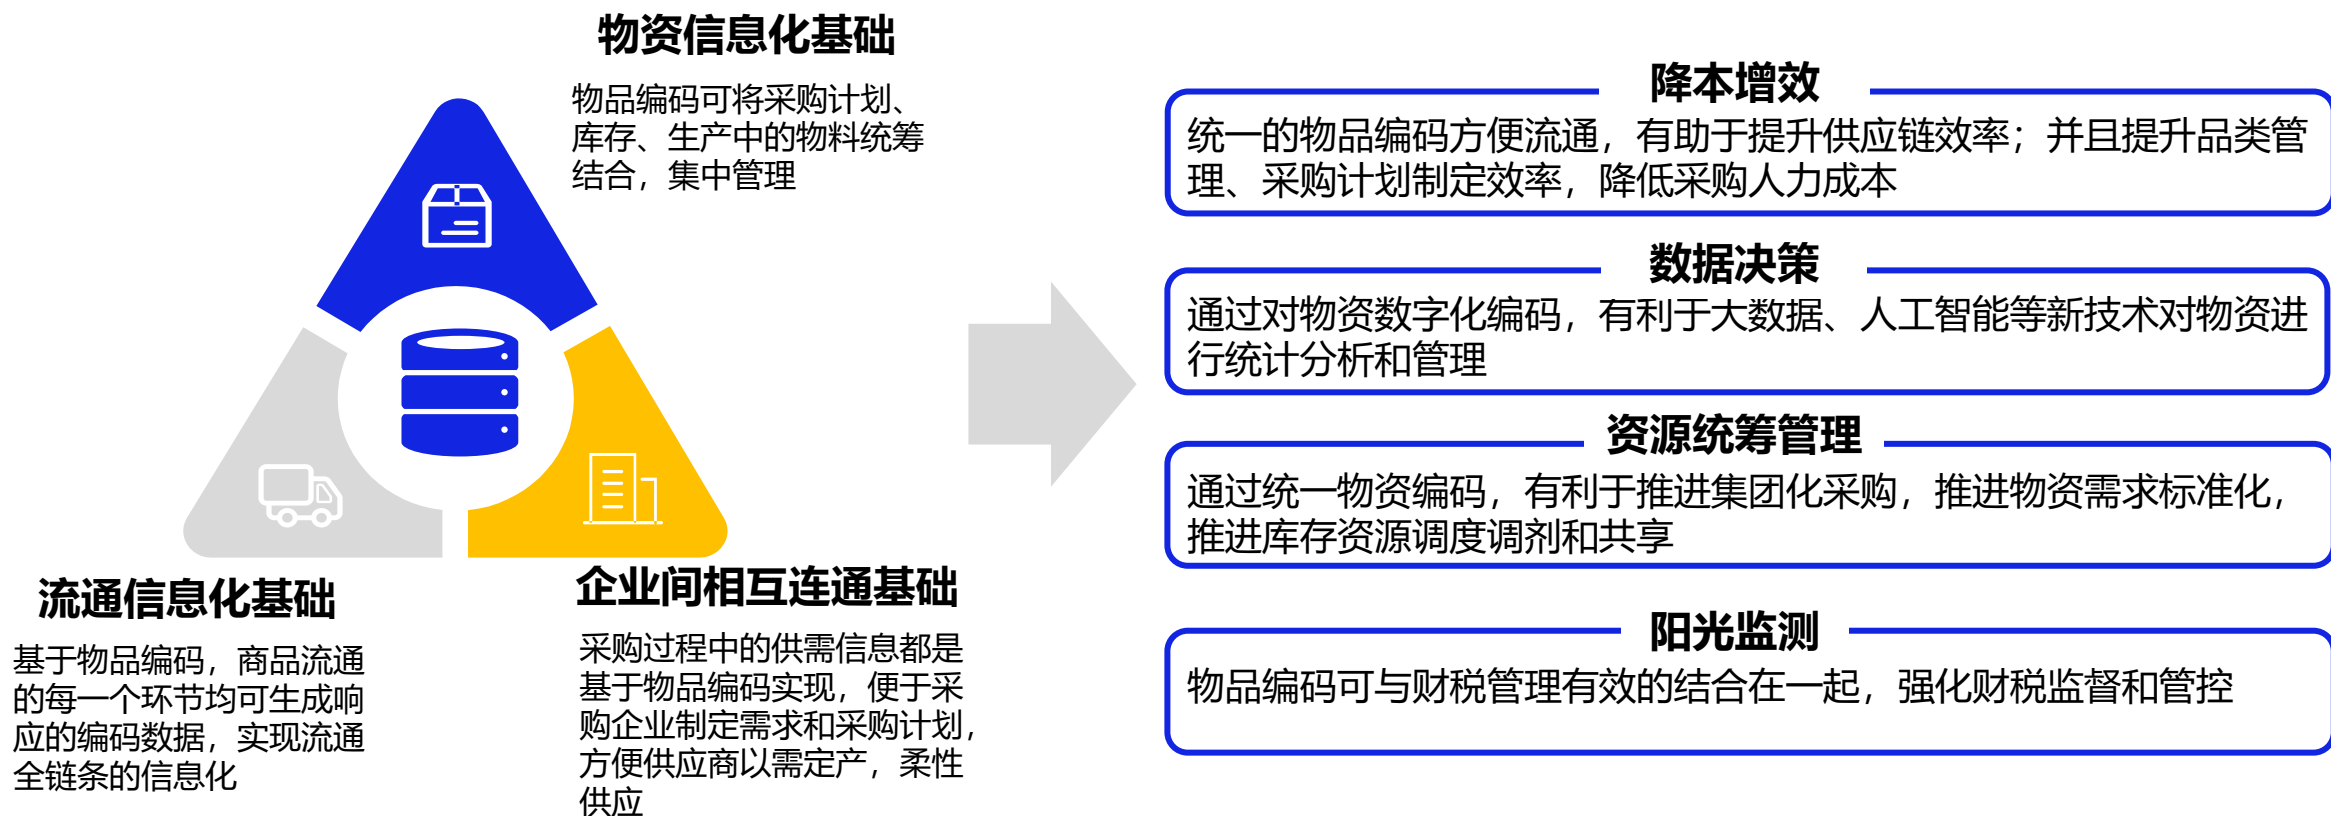 物资信息化基础
物品编码可将采购计划、
库存、生产中的物料统筹
结合，集中管理
流通信息化基础
基于物品编码，商品流通
的每一个环节均可生成响
应的编码数据，实现流通
全链条的信息化
企业间相互连通基础
采购过程中的供需信息都是
基于物品编码实现，便于采
购企业制定需求和采购计划，
方便供应商以需定产，柔性
供应
降本增效
统一的物品编码方便流通，有助于提升供应链效率；并且提升品类管
理、采购计划制定效率，降低采购人力成本
数据决策
通过对物资数字化编码，有利于大数据、人工智能等新技术对物资进
行统计分析和管理
资源统筹管理
通过统一物资编码，有利于推进集团化采购，推进物资需求标准化，
推进库存资源调度调剂和共享
阳光监测
物品编码可与财税管理有效的结合在一起，强化财税监督和管控